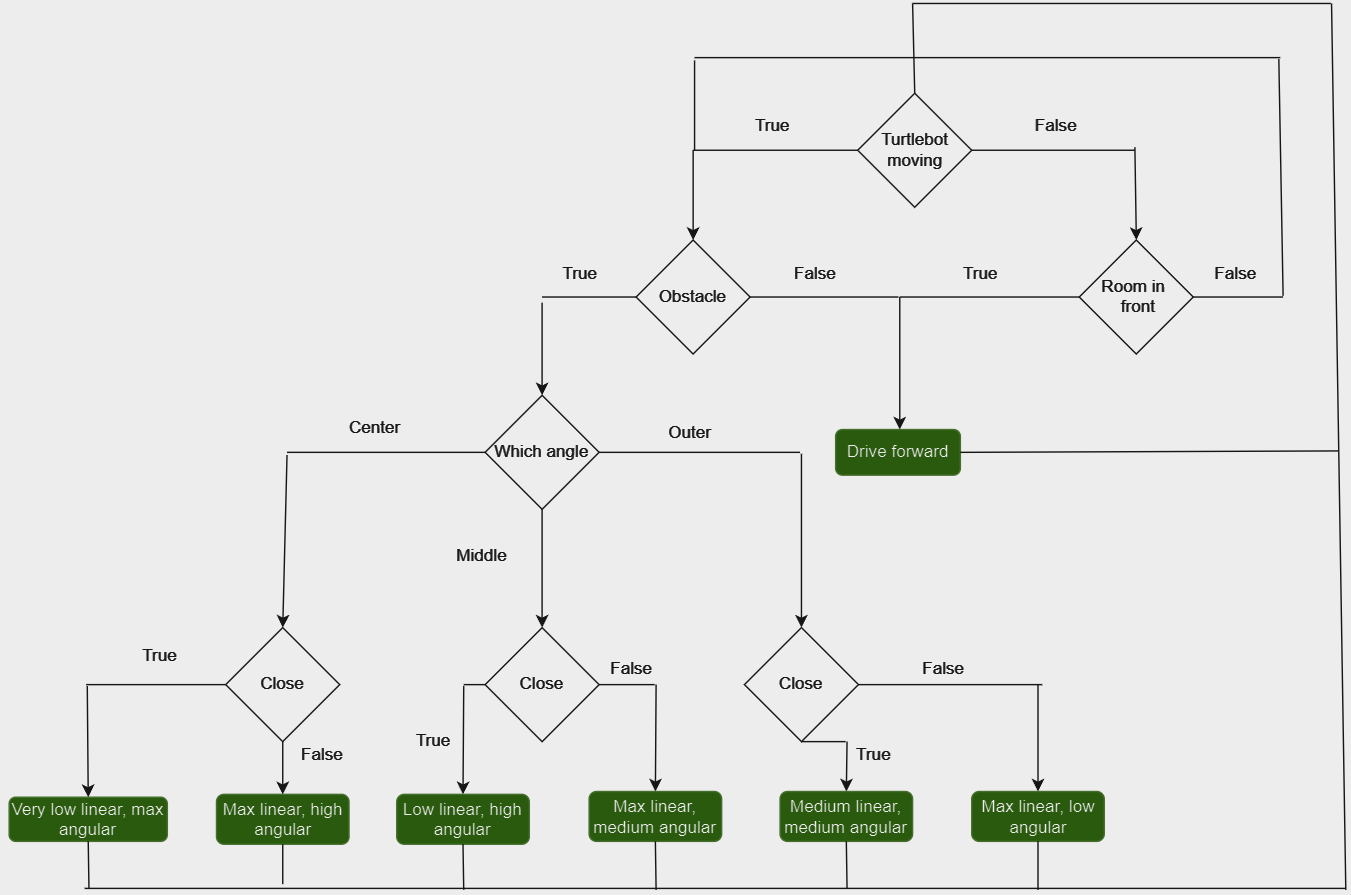 True
False
Turtlebot
moving
True
False
True
False
Obstacle
Room in
front
Center
Outer
Which angle
Drive forward
Middle
True
False
False
Close
Close
Close
True
False
True
Very low linear, max
angular
Max linear, high
angular
Low linear, high
angular
Max linear,
medium angular
Medium linear,
medium angular
Max linear, low
angular